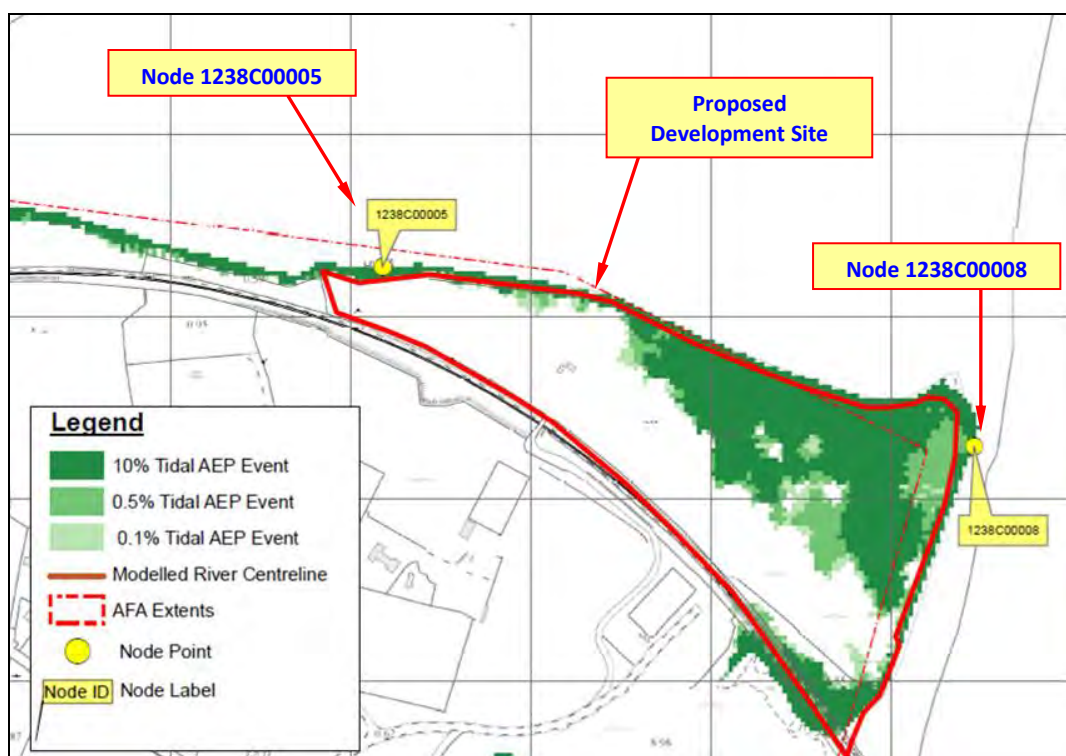 Node 1238C00005
Proposed
Development Site
1238C00005
Node 1238C00008
1238C00008
Legend
10% Tidal AEP Event
0.5% Tidal AEP Event
0.1% Tidal AEP Event
Modelled River Centreline
AFA Extents
Node Point
Node ID Node Label